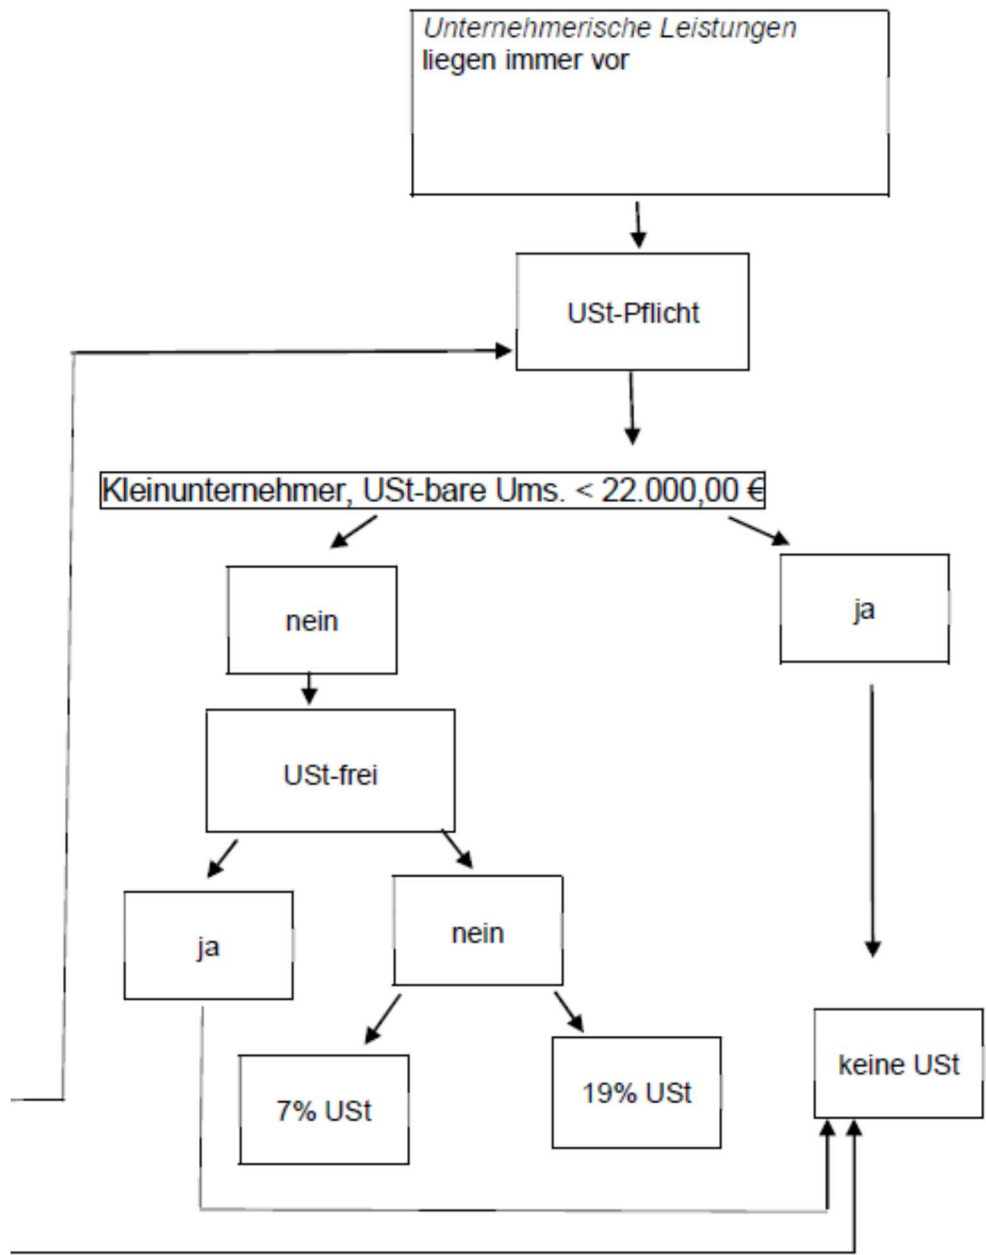 Unternehmerische Leistungen
liegen immer vor
USt-Pflicht
Kleinunternehmer, USt-bare Ums. < 22.000,00 €
nein
ja
USt-frei
ja
nein
7% USt
19% USt
keine USt